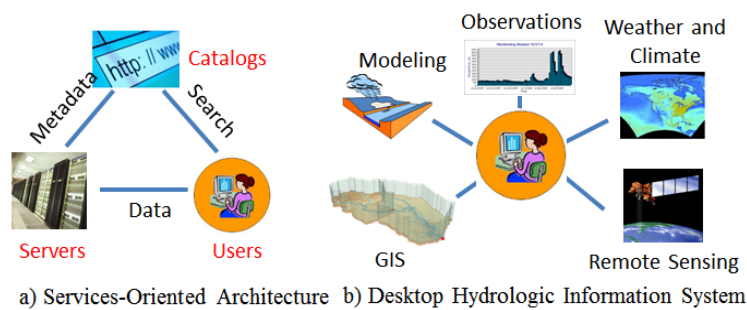 http: // www
Catalogs
Metadata
Search
Data
Servers
Users
a) Services-Oriented Architecture
Observations
Weather and
Climate
Modeling
GIS
Remote Sensing
b) Desktop Hydrologic Information System